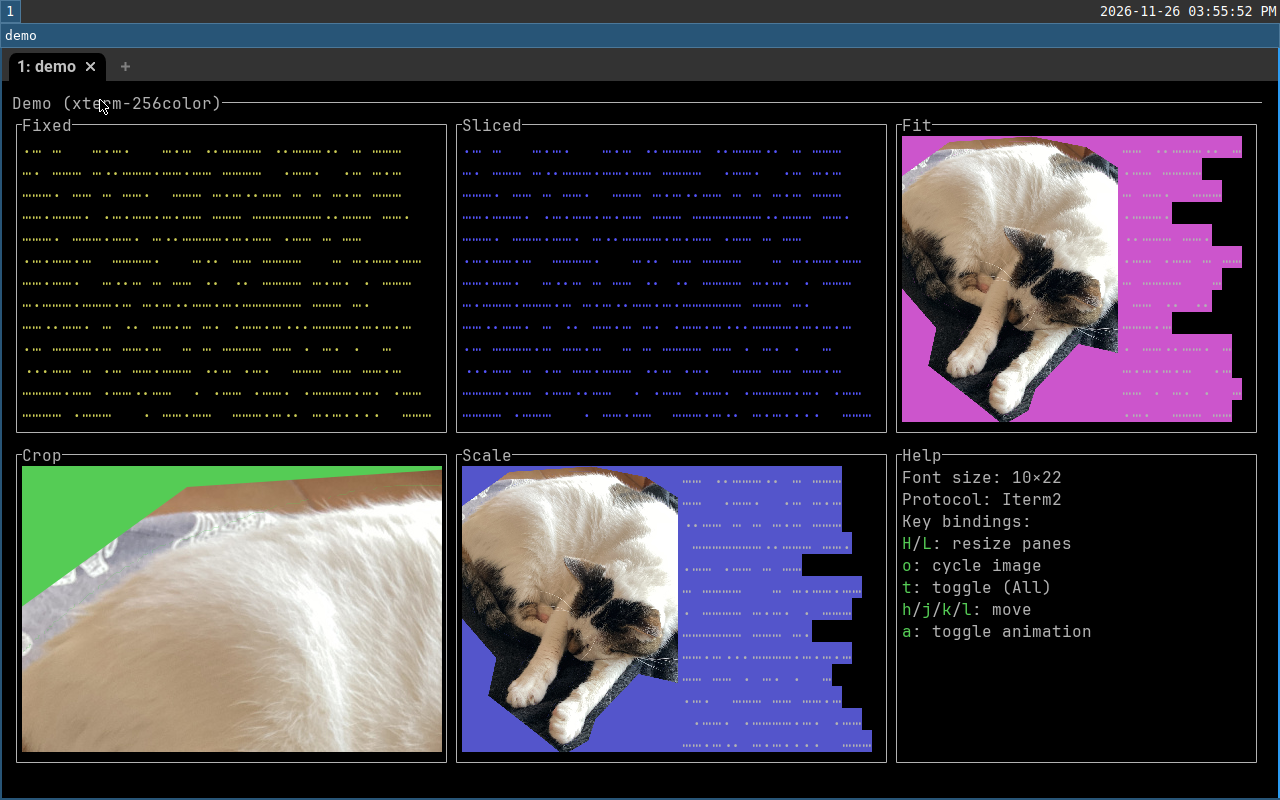 1
2026-11-26 03:55:52 PM
demo
1: demo × +
Demo (xterm-256color)
Fixed
Sliced
Fit
Crop
Scale
Help
Font size: 10×22
Protocol: Iterm2
Key bindings:
H/L: resize panes
o: cycle image
t: toggle (All)
h/j/k/l: move
a: toggle animation